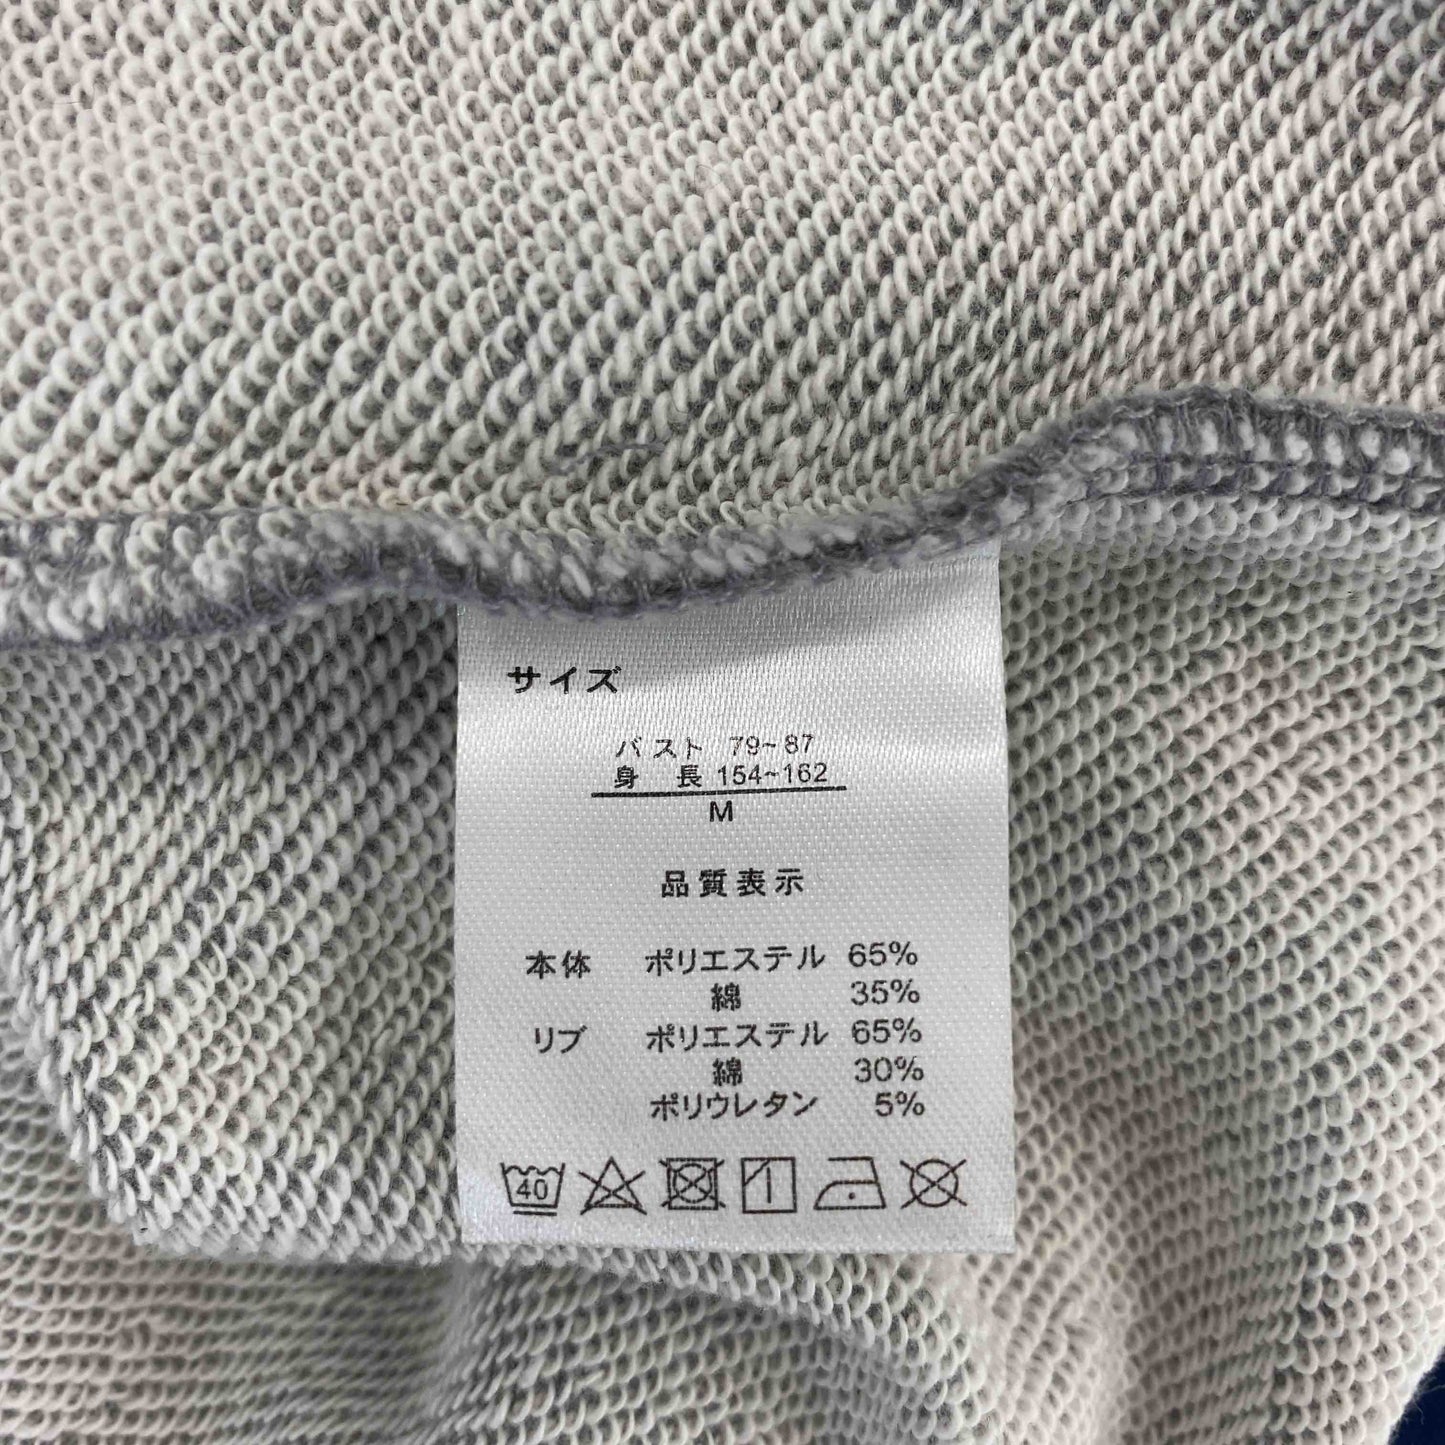 サイズ
バスト 79~87
身 長 154~162
M
品質表示
本体 ポリエステル 65%
綿 35%
リブ ポリエステル 65%
綿 30%
ポリウレタン 5%
40